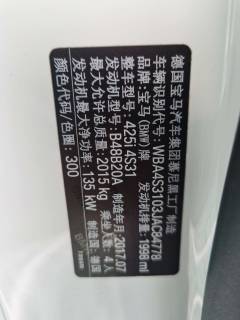 德国宝马汽车集团慕尼黑工厂制造
车辆识别代号: WBA4S3103JAC84778
品牌: 宝马(BMW)牌 发动机排量: 1998 ml
整车型号: 425i 4S31 制造年月: 2017.07
发动机型号: B48B20A 乘坐人数: 4 人
最大允许总质量: 2015 kg 制造国: 德国
发动机最大净功率: 135 kW
颜色代码/色圈: 300